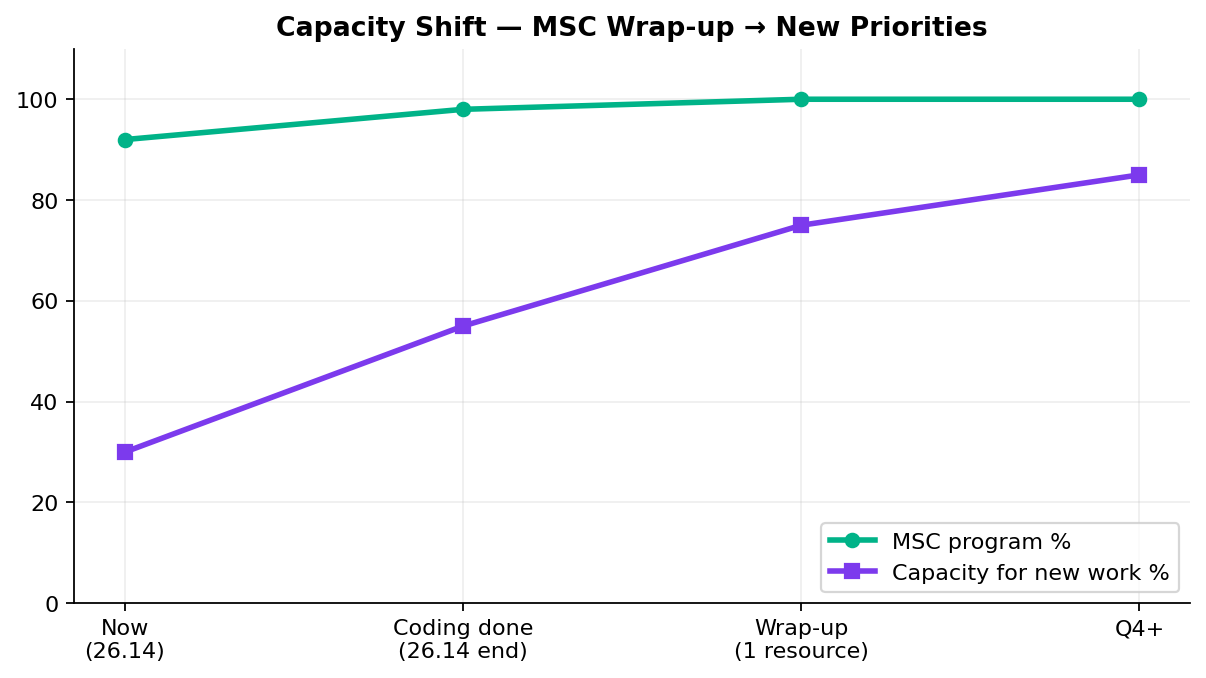 Capacity Shift — MSC Wrap-up → New Priorities
100
80
60
40
20
0
MSC program %
Capacity for new work %
Now
(26.14)
Coding done
(26.14 end)
Wrap-up
(1 resource)
Q4+